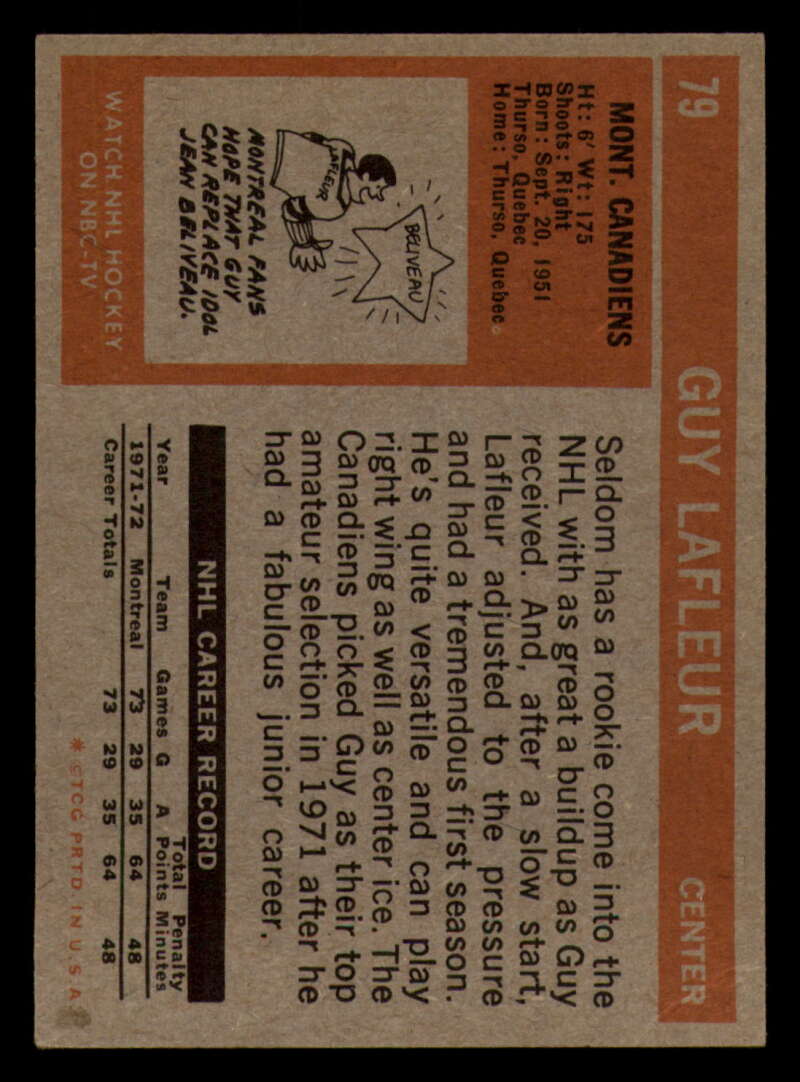 79 GUY LAFLEUR CENTER
MONT. CANADIENS
Ht: 6' Wt: 175
Shoots: Right
Born: Sept. 20, 1951
Thurso, Quebec
Home: Thurso, Quebec
BELIVEAU
LAFLEUR
MONTREAL FANS
HOPE THAT GUY
CAN REPLACE IDOL
JEAN BELIVEAU.
WATCH NHL HOCKEY
ON NBC-TV
Seldom has a rookie come into the
NHL with as great a buildup as Guy
received. And, after a slow start,
Lafleur adjusted to the pressure
and had a tremendous first season.
He's quite versatile and can play
right wing as well as center ice. The
Canadiens picked Guy as their top
amateur selection in 1971 after he
had a fabulous junior career.
NHL CAREER RECORD
Total Penalty
Year Team Games G A Points Minutes
1971-72 Montreal 73 29 35 64 48
Career Totals 73 29 35 64 48
* ©TCG PRTD IN U.S.A.